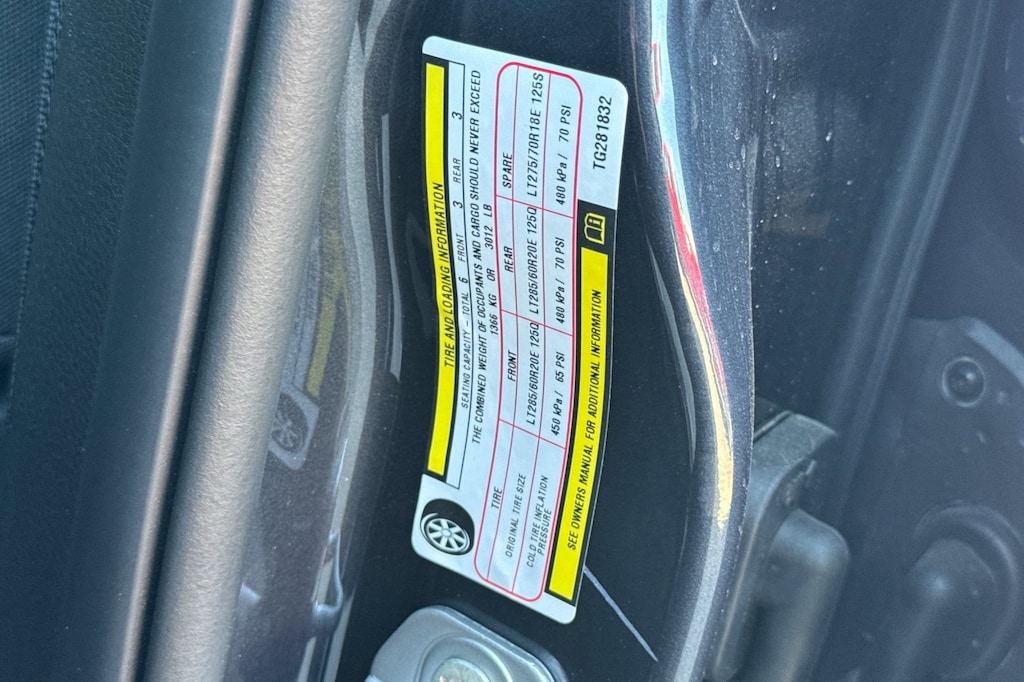 TIRE AND LOADING INFORMATION
SEATING CAPACITY – TOTAL 6 FRONT 3 REAR 3
THE COMBINED WEIGHT OF OCCUPANTS AND CARGO SHOULD NEVER EXCEED
1366 KG OR 3012 LB
TIRE FRONT REAR SPARE
ORIGINAL TIRE SIZE LT285/60R20E 125Q LT285/60R20E 125Q LT275/70R18E 125S
COLD TIRE INFLATION PRESSURE 450 kPa / 65 PSI 480 kPa / 70 PSI 480 kPa / 70 PSI
SEE OWNERS MANUAL FOR ADDITIONAL INFORMATION
TG281832